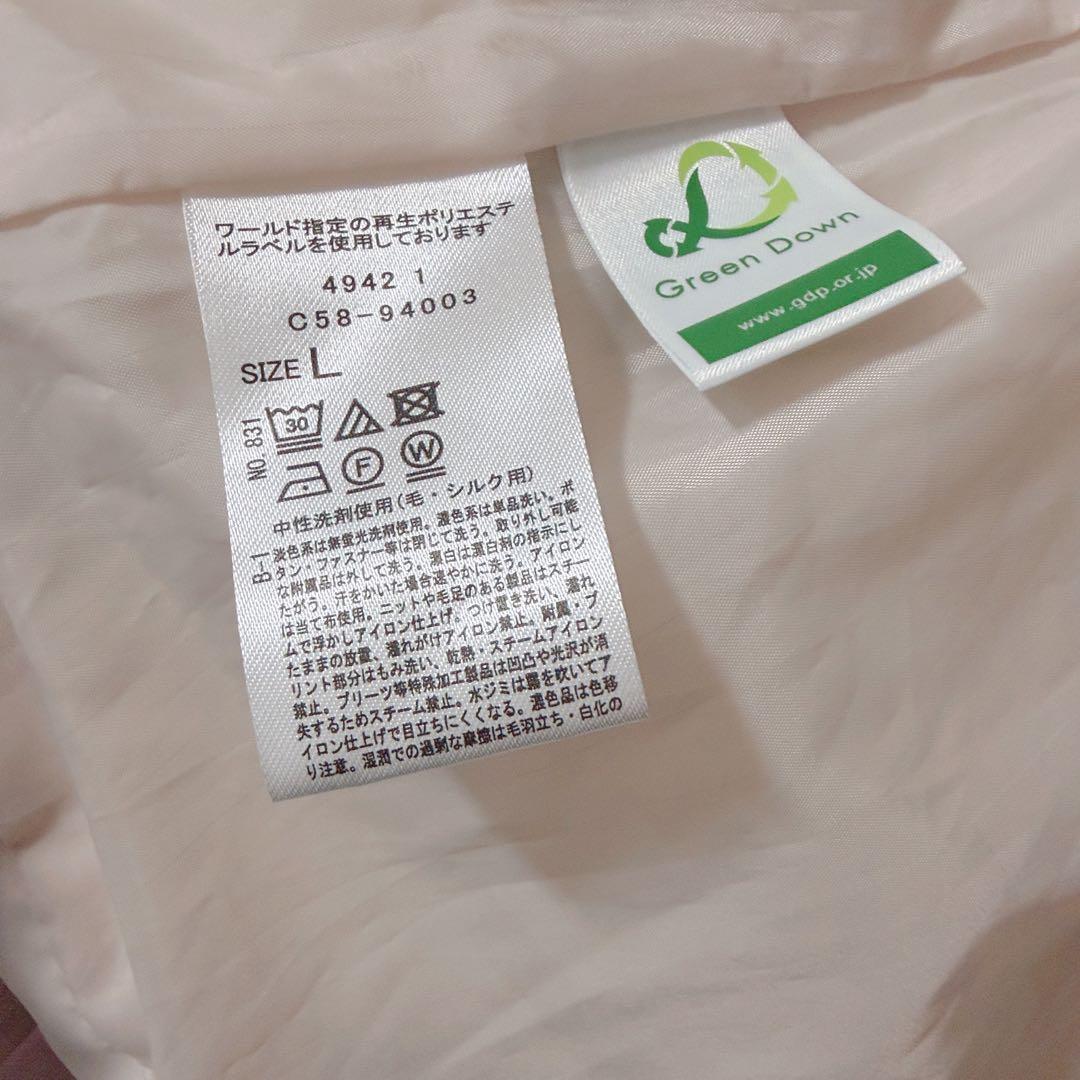 ワールド指定の再生ポリエステ
ルラベルを使用しております
4942 1
C58-94003
SIZE L
NO.831
30
F
W
中性洗剤使用(毛・シルク用)
B-1
淡色系は無蛍光洗剤使用。濃色系は単品洗い。ボ
タン・ファスナー等は閉じて洗う。取り外し可能
な附属品は外して洗う。漂白は漂白剤の指示にし
たがう。汗をかいた場合速やかに洗う。アイロン
は当て布使用。ニットや毛足のある製品はスチー
ムで浮かしアイロン仕上げ。つけ置き洗い、濡れ
たままの放置、濡れがけアイロン禁止。附属・プ
リント部分はもみ洗い、乾熱・スチームアイロン
禁止。プリーツ等特殊加工製品は凹凸や光沢が消
失するためスチーム禁止。水ジミは霧を吹いてア
イロン仕上げで目立ちにくくなる。濃色品は色移
り注意。湿潤での過剰な摩擦は毛羽立ち・白化の
Green Down
www.gdp.or.jp